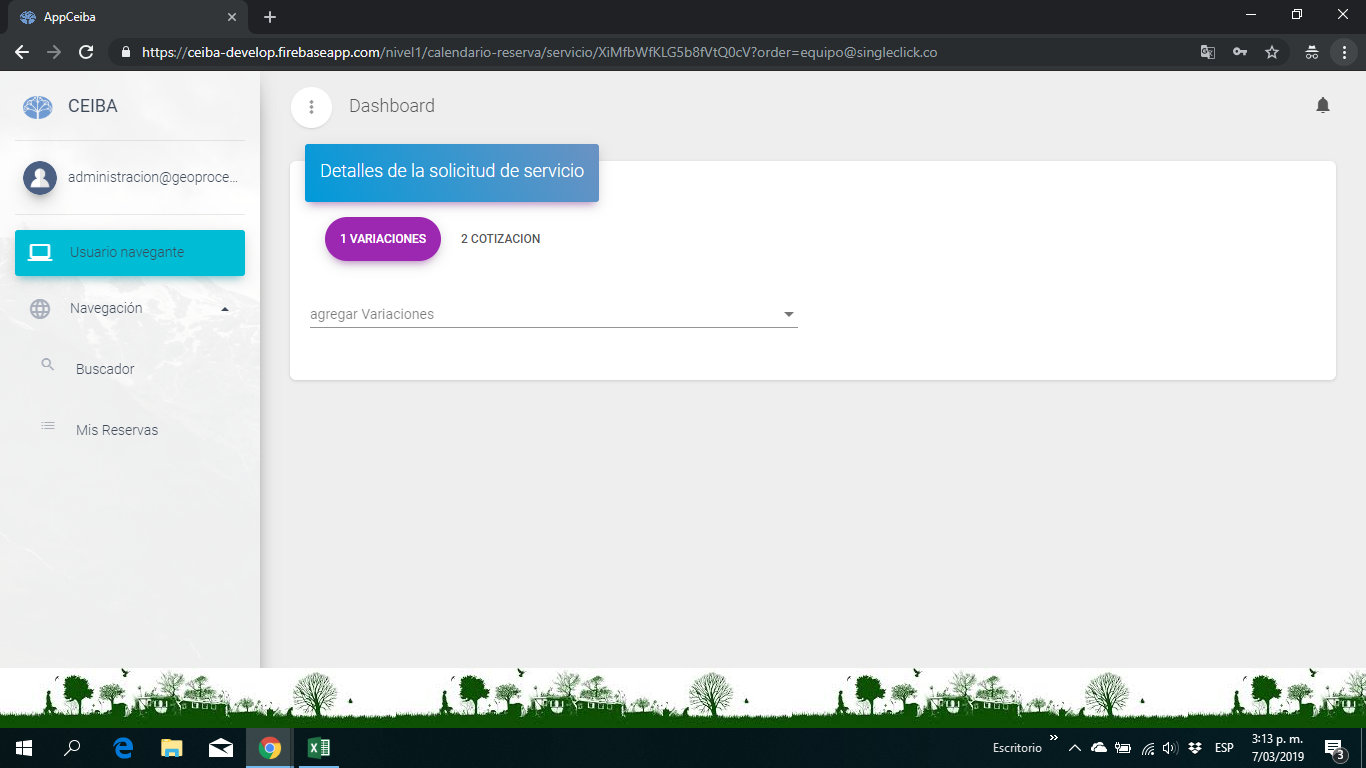 AppCeiba
https://ceiba-develop.firebaseapp.com/nivel1/calendario-reserva/servicio/XiMfbWfKLG5b8fVtQ0cV?order=equipo@singleclick.co
CEIBA
Dashboard
administracion@geoproce...
Detalles de la solicitud de servicio
1 VARIACIONES
2 COTIZACION
Usuario navegante
Navegación
agregar Variaciones
Buscador
Mis Reservas
Escritorio
ESP
3:13 p. m.
7/03/2019
3